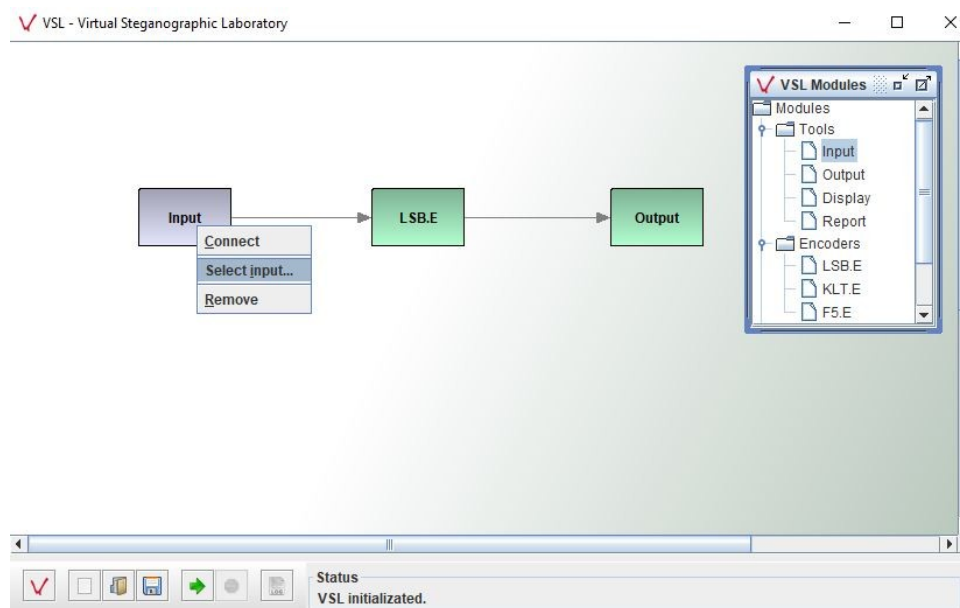 VSL - Virtual Steganographic Laboratory
VSL Modules
Modules
Tools
Input
Output
Display
Report
Encoders
LSB.E
KLT.E
F5.E
Input
LSB.E
Output
Connect
Select input...
Remove
LOG
Status
VSL initializated.